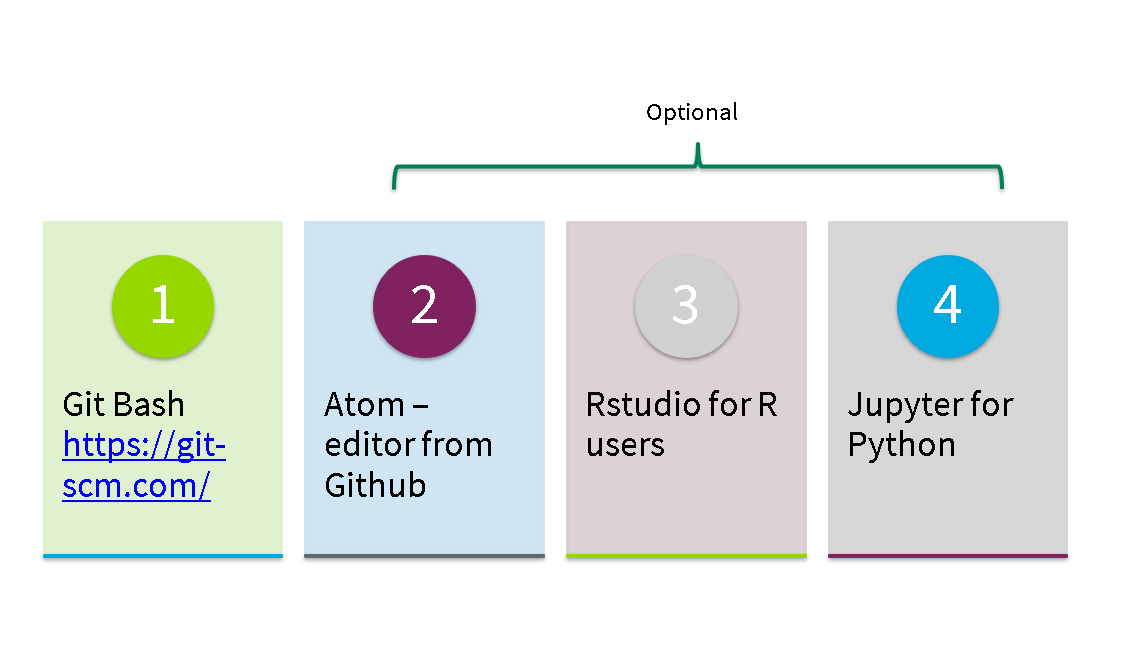 Optional
1
Git Bash
https://git-
scm.com/
2
Atom –
editor from
Github
3
Rstudio for R
users
4
Jupyter for
Python